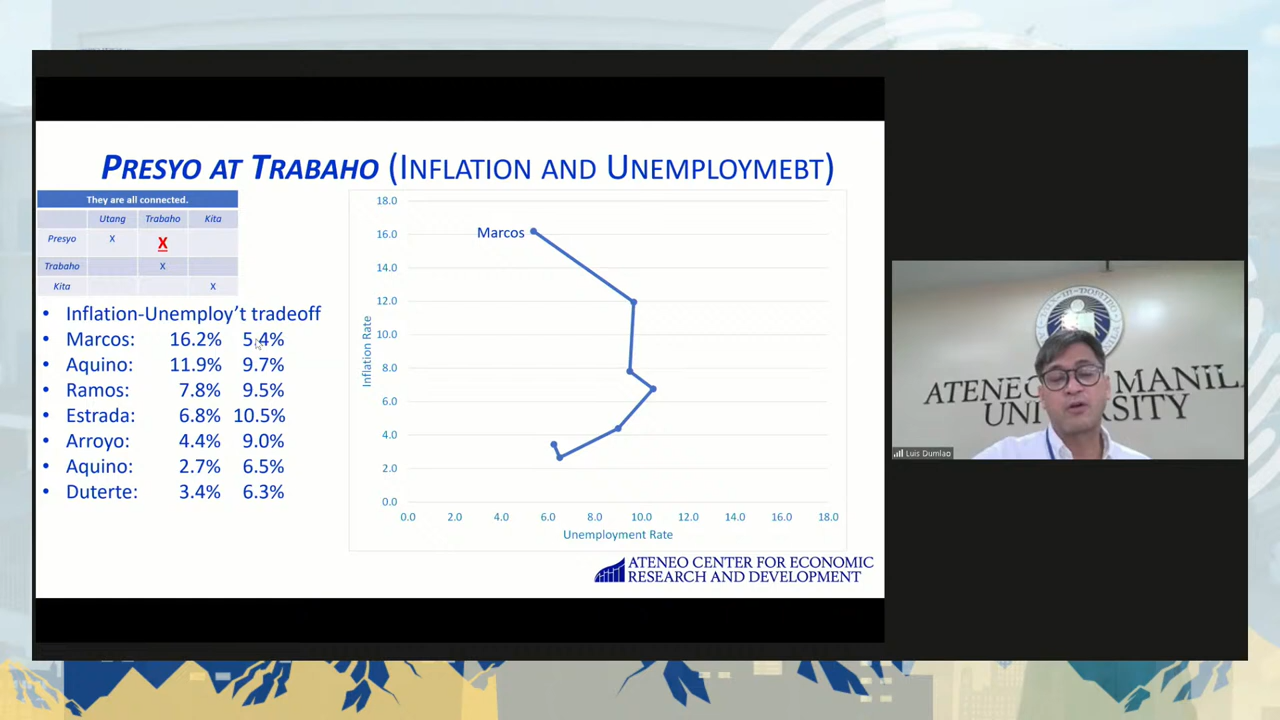 PRESYO AT TRABAHO (INFLATION AND UNEMPLOYMEBT)
They are all connected.
Utang Trabaho Kita
Presyo X X
Trabaho X
Kita X
• Inflation-Unemploy't tradeoff
• Marcos: 16.2% 5.4%
• Aquino: 11.9% 9.7%
• Ramos: 7.8% 9.5%
• Estrada: 6.8% 10.5%
• Arroyo: 4.4% 9.0%
• Aquino: 2.7% 6.5%
• Duterte: 3.4% 6.3%
18.0
16.0
14.0
12.0
10.0
8.0
6.0
4.0
2.0
0.0
Inflation Rate
Marcos
0.0 2.0 4.0 6.0 8.0 10.0 12.0 14.0 16.0 18.0
Unemployment Rate
ATENEO CENTER FOR ECONOMIC
RESEARCH AND DEVELOPMENT
ATENEO MANIL
UNIVERSITY
Luis Dumlao